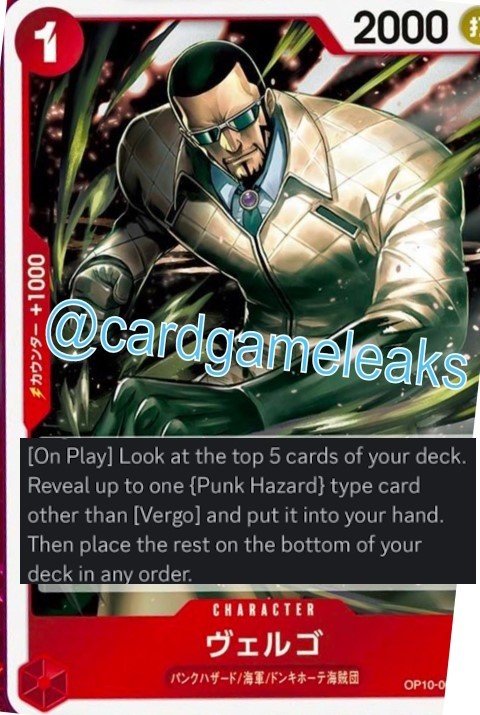 1
2000
打
⚡カウンター +1000
@cardgameleaks
[On Play] Look at the top 5 cards of your deck.
Reveal up to one {Punk Hazard} type card
other than [Vergo] and put it into your hand.
Then place the rest on the bottom of your
deck in any order.
CHARACTER
ヴェルゴ
パンクハザード/海軍/ドンキホーテ海賊団
OP10-0